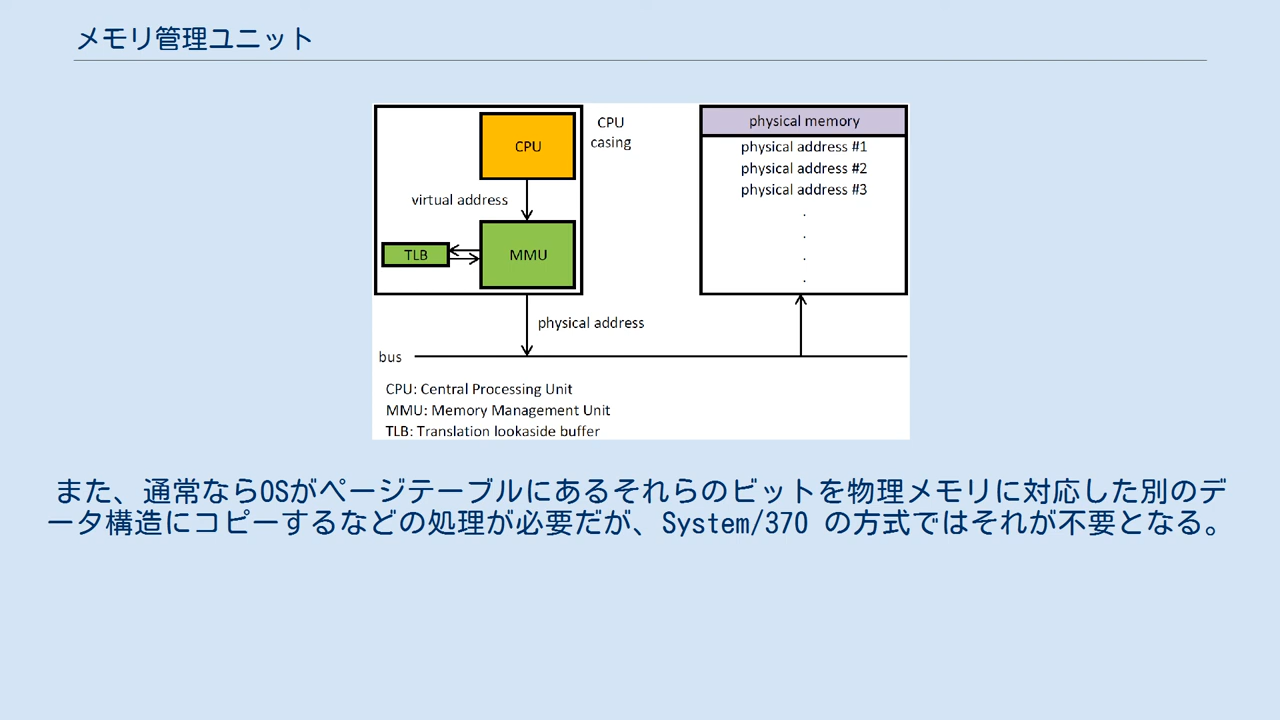 メモリ管理ユニット
CPU
casing
CPU
virtual address
TLB
MMU
physical address
bus
physical memory
physical address #1
physical address #2
physical address #3
.
.
.
.
CPU: Central Processing Unit
MMU: Memory Management Unit
TLB: Translation lookaside buffer
また、通常ならOSがページテーブルにあるそれらのビットを物理メモリに対応した別のデ
ータ構造にコピーするなどの処理が必要だが、System/370 の方式ではそれが不要となる。